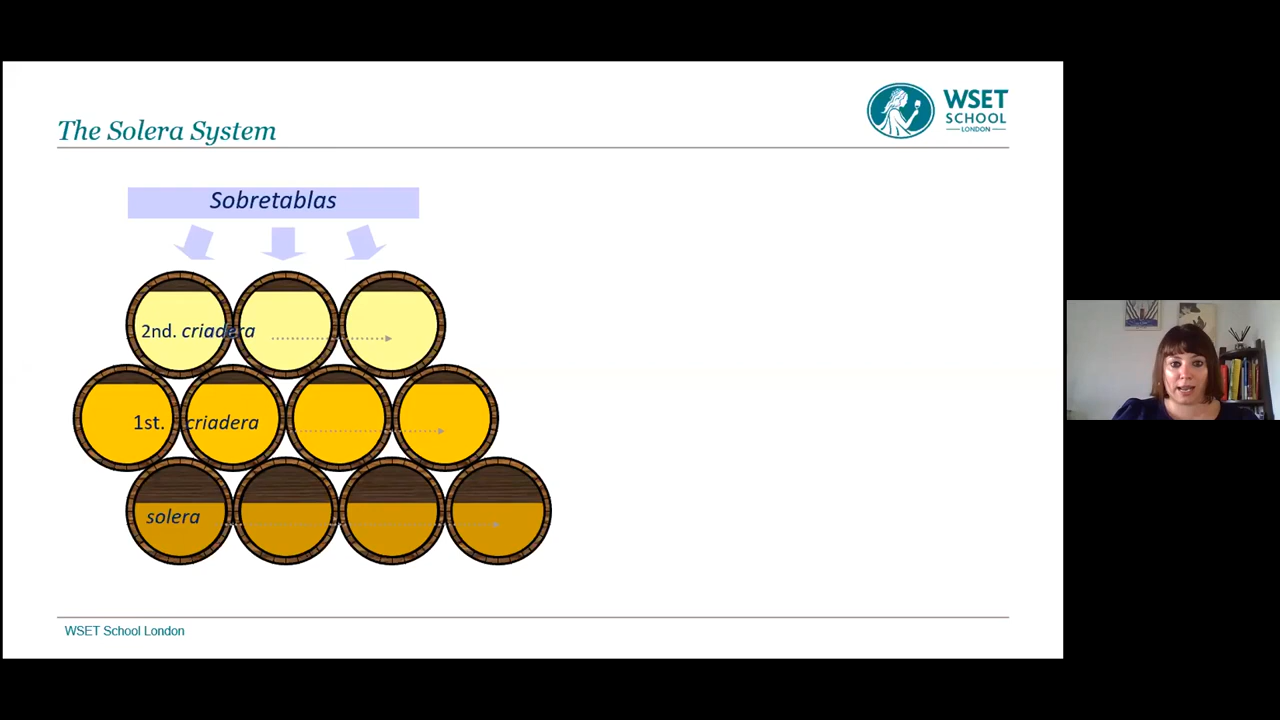 The Solera System
WSET
SCHOOL
LONDON
Sobretablas
2nd. criadera
1st. criadera
solera
WSET School London